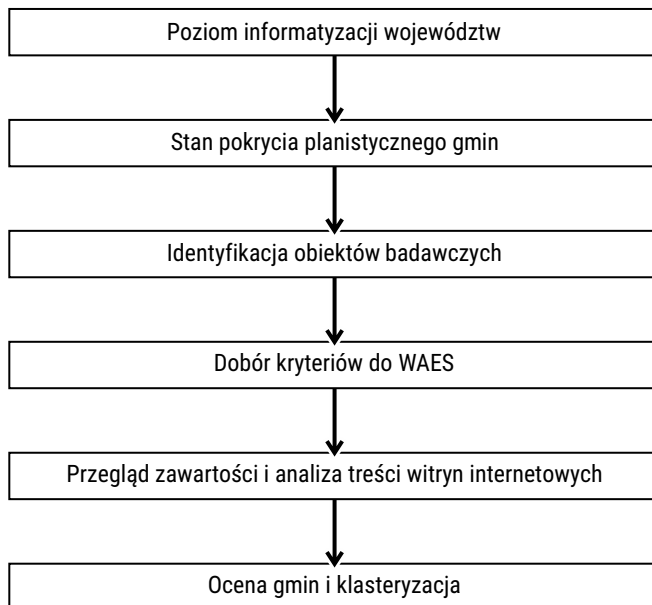 Poziom informatyzacji województw
Stan pokrycia planistycznego gmin
Identyfikacja obiektów badawczych
Dobór kryteriów do WAES
Przegląd zawartości i analiza treści witryn internetowych
Ocena gmin i klasteryzacja